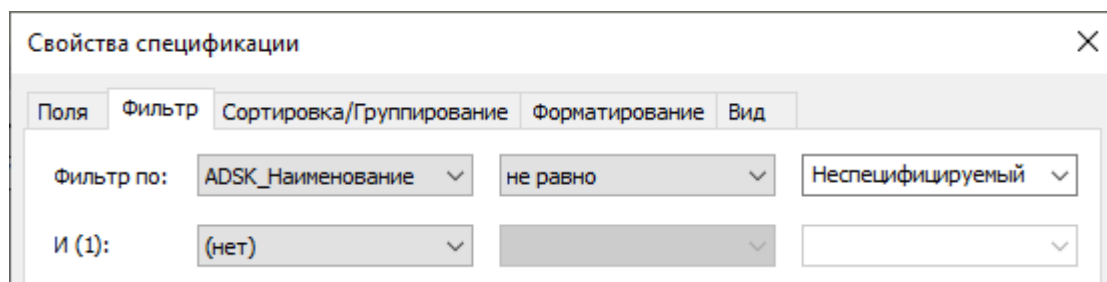 Свойства спецификации
Поля Фильтр Сортировка/Группирование Форматирование Вид
Фильтр по: ADSK_Наименование не равно Неспецифицируемый
И (1): (нет)